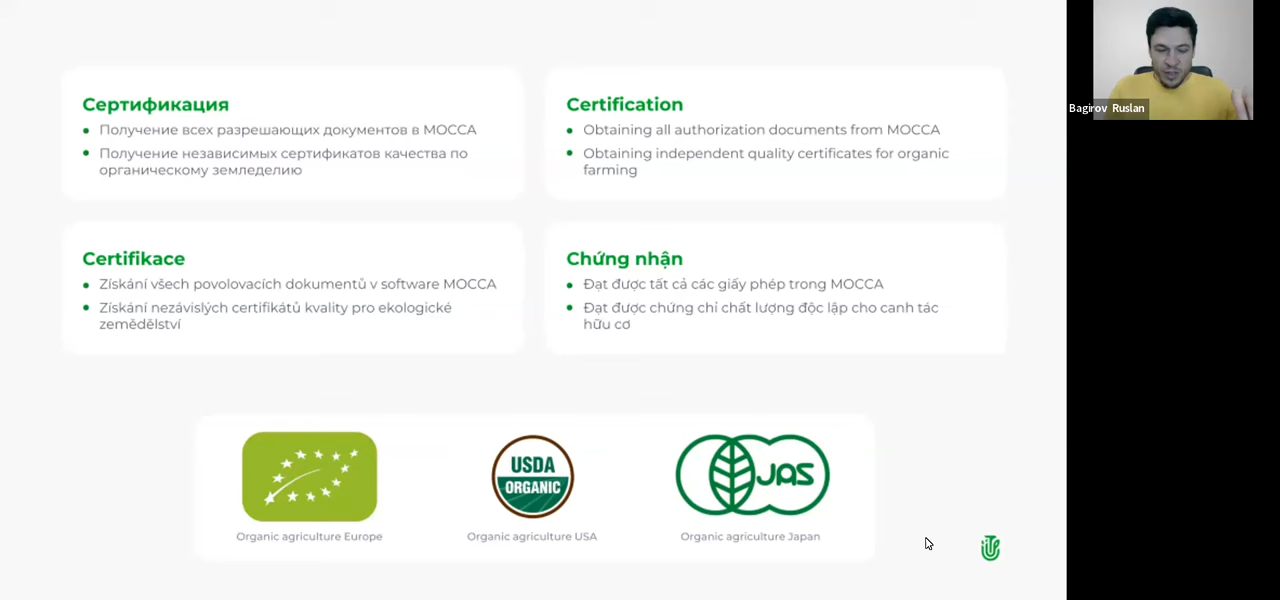 Сертификация
Получение всех разрешающих документов в МОССА
Получение независимых сертификатов качества по
органическому земледелию
Certification
Obtaining all authorization documents from MOCCA
Obtaining independent quality certificates for organic
farming
Certifikace
Získání všech povolovacích dokumentů v software MOCCA
Získání nezávislých certifikátů kvality pro ekologické
zemědělství
Chứng nhận
Đạt được tất cả các giấy phép trong MOCCA
Đạt được chứng chỉ chất lượng độc lập cho canh tác
hữu cơ
USDA
ORGANIC
JAS
Organic agriculture Europe
Organic agriculture USA
Organic agriculture Japan
Bagirov Ruslan